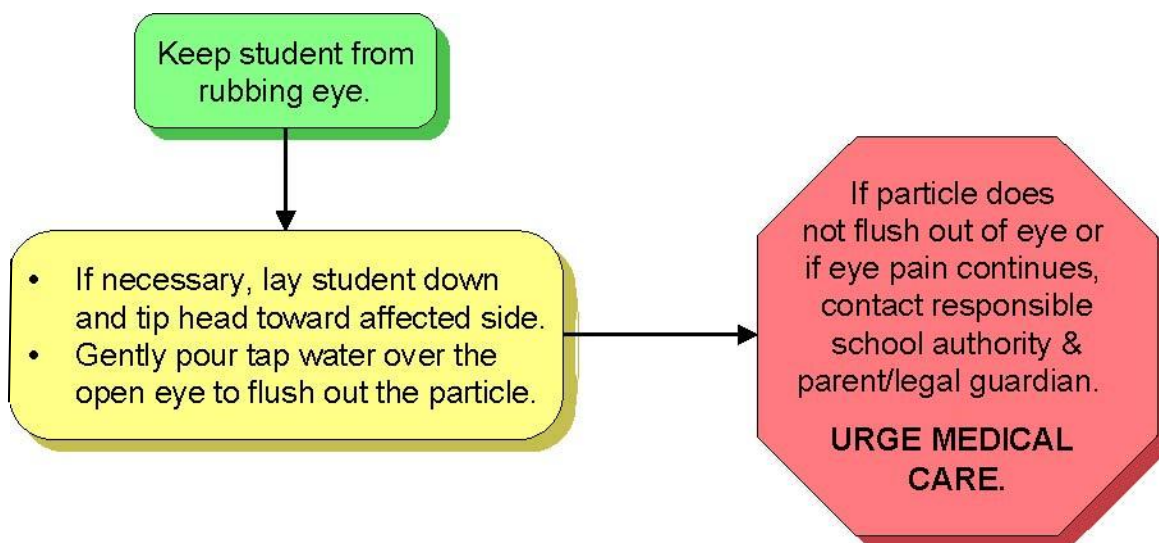 Keep student from
rubbing eye.
• If necessary, lay student down
and tip head toward affected side.
• Gently pour tap water over the
open eye to flush out the particle.
If particle does
not flush out of eye or
if eye pain continues,
contact responsible
school authority &
parent/legal guardian.
URGE MEDICAL
CARE.